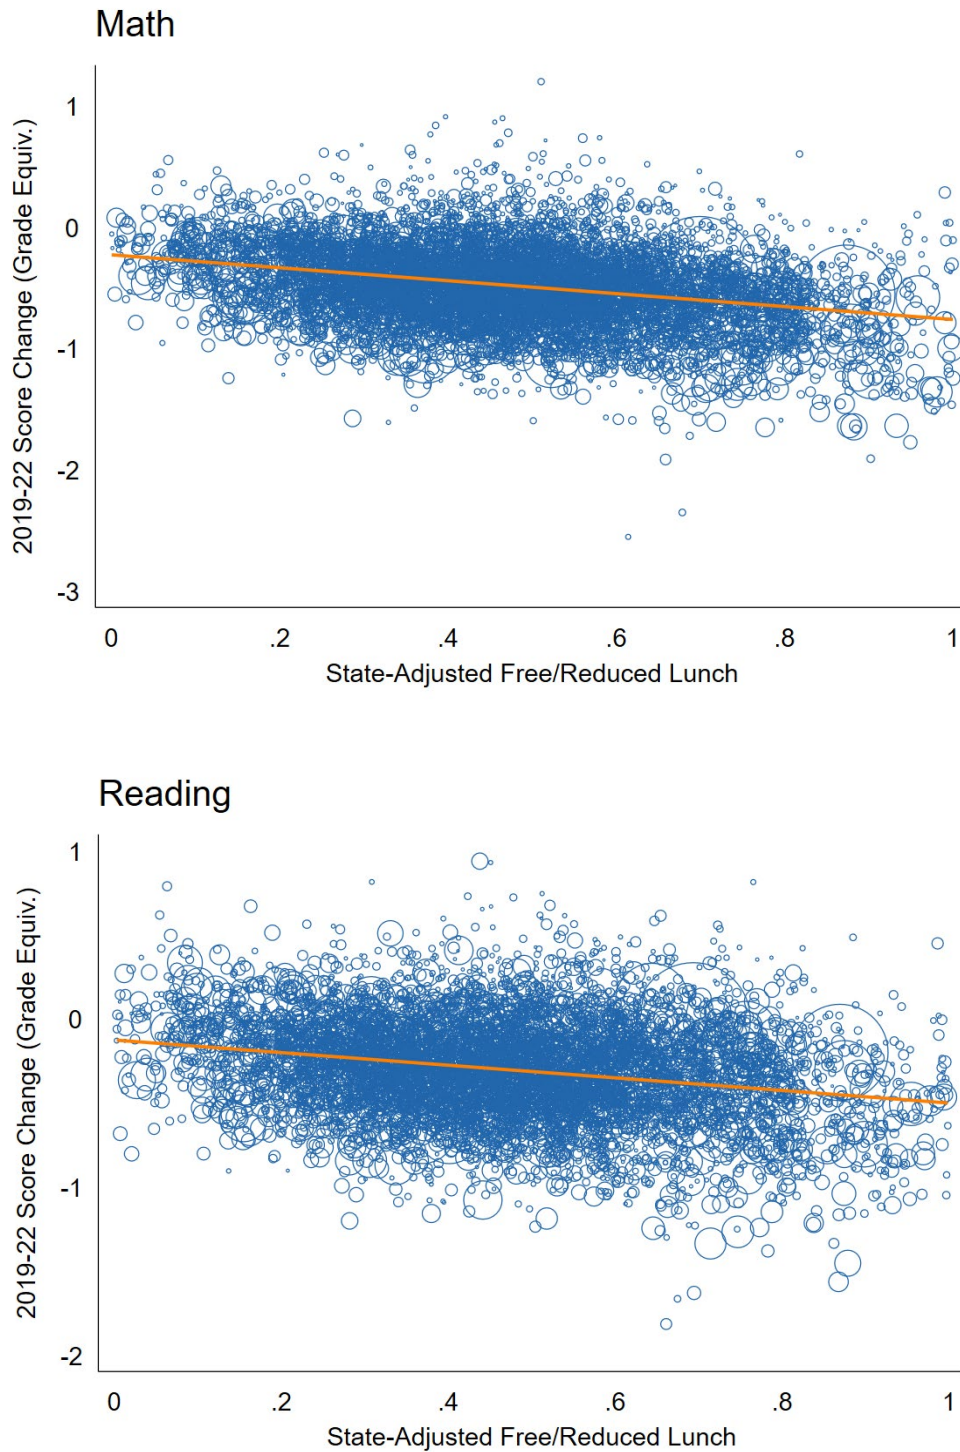 Math
2019-22 Score Change (Grade Equiv.)
1
0
-1
-2
-3
0 .2 .4 .6 .8 1
State-Adjusted Free/Reduced Lunch
Reading
2019-22 Score Change (Grade Equiv.)
1
0
-1
-2
0 .2 .4 .6 .8 1
State-Adjusted Free/Reduced Lunch